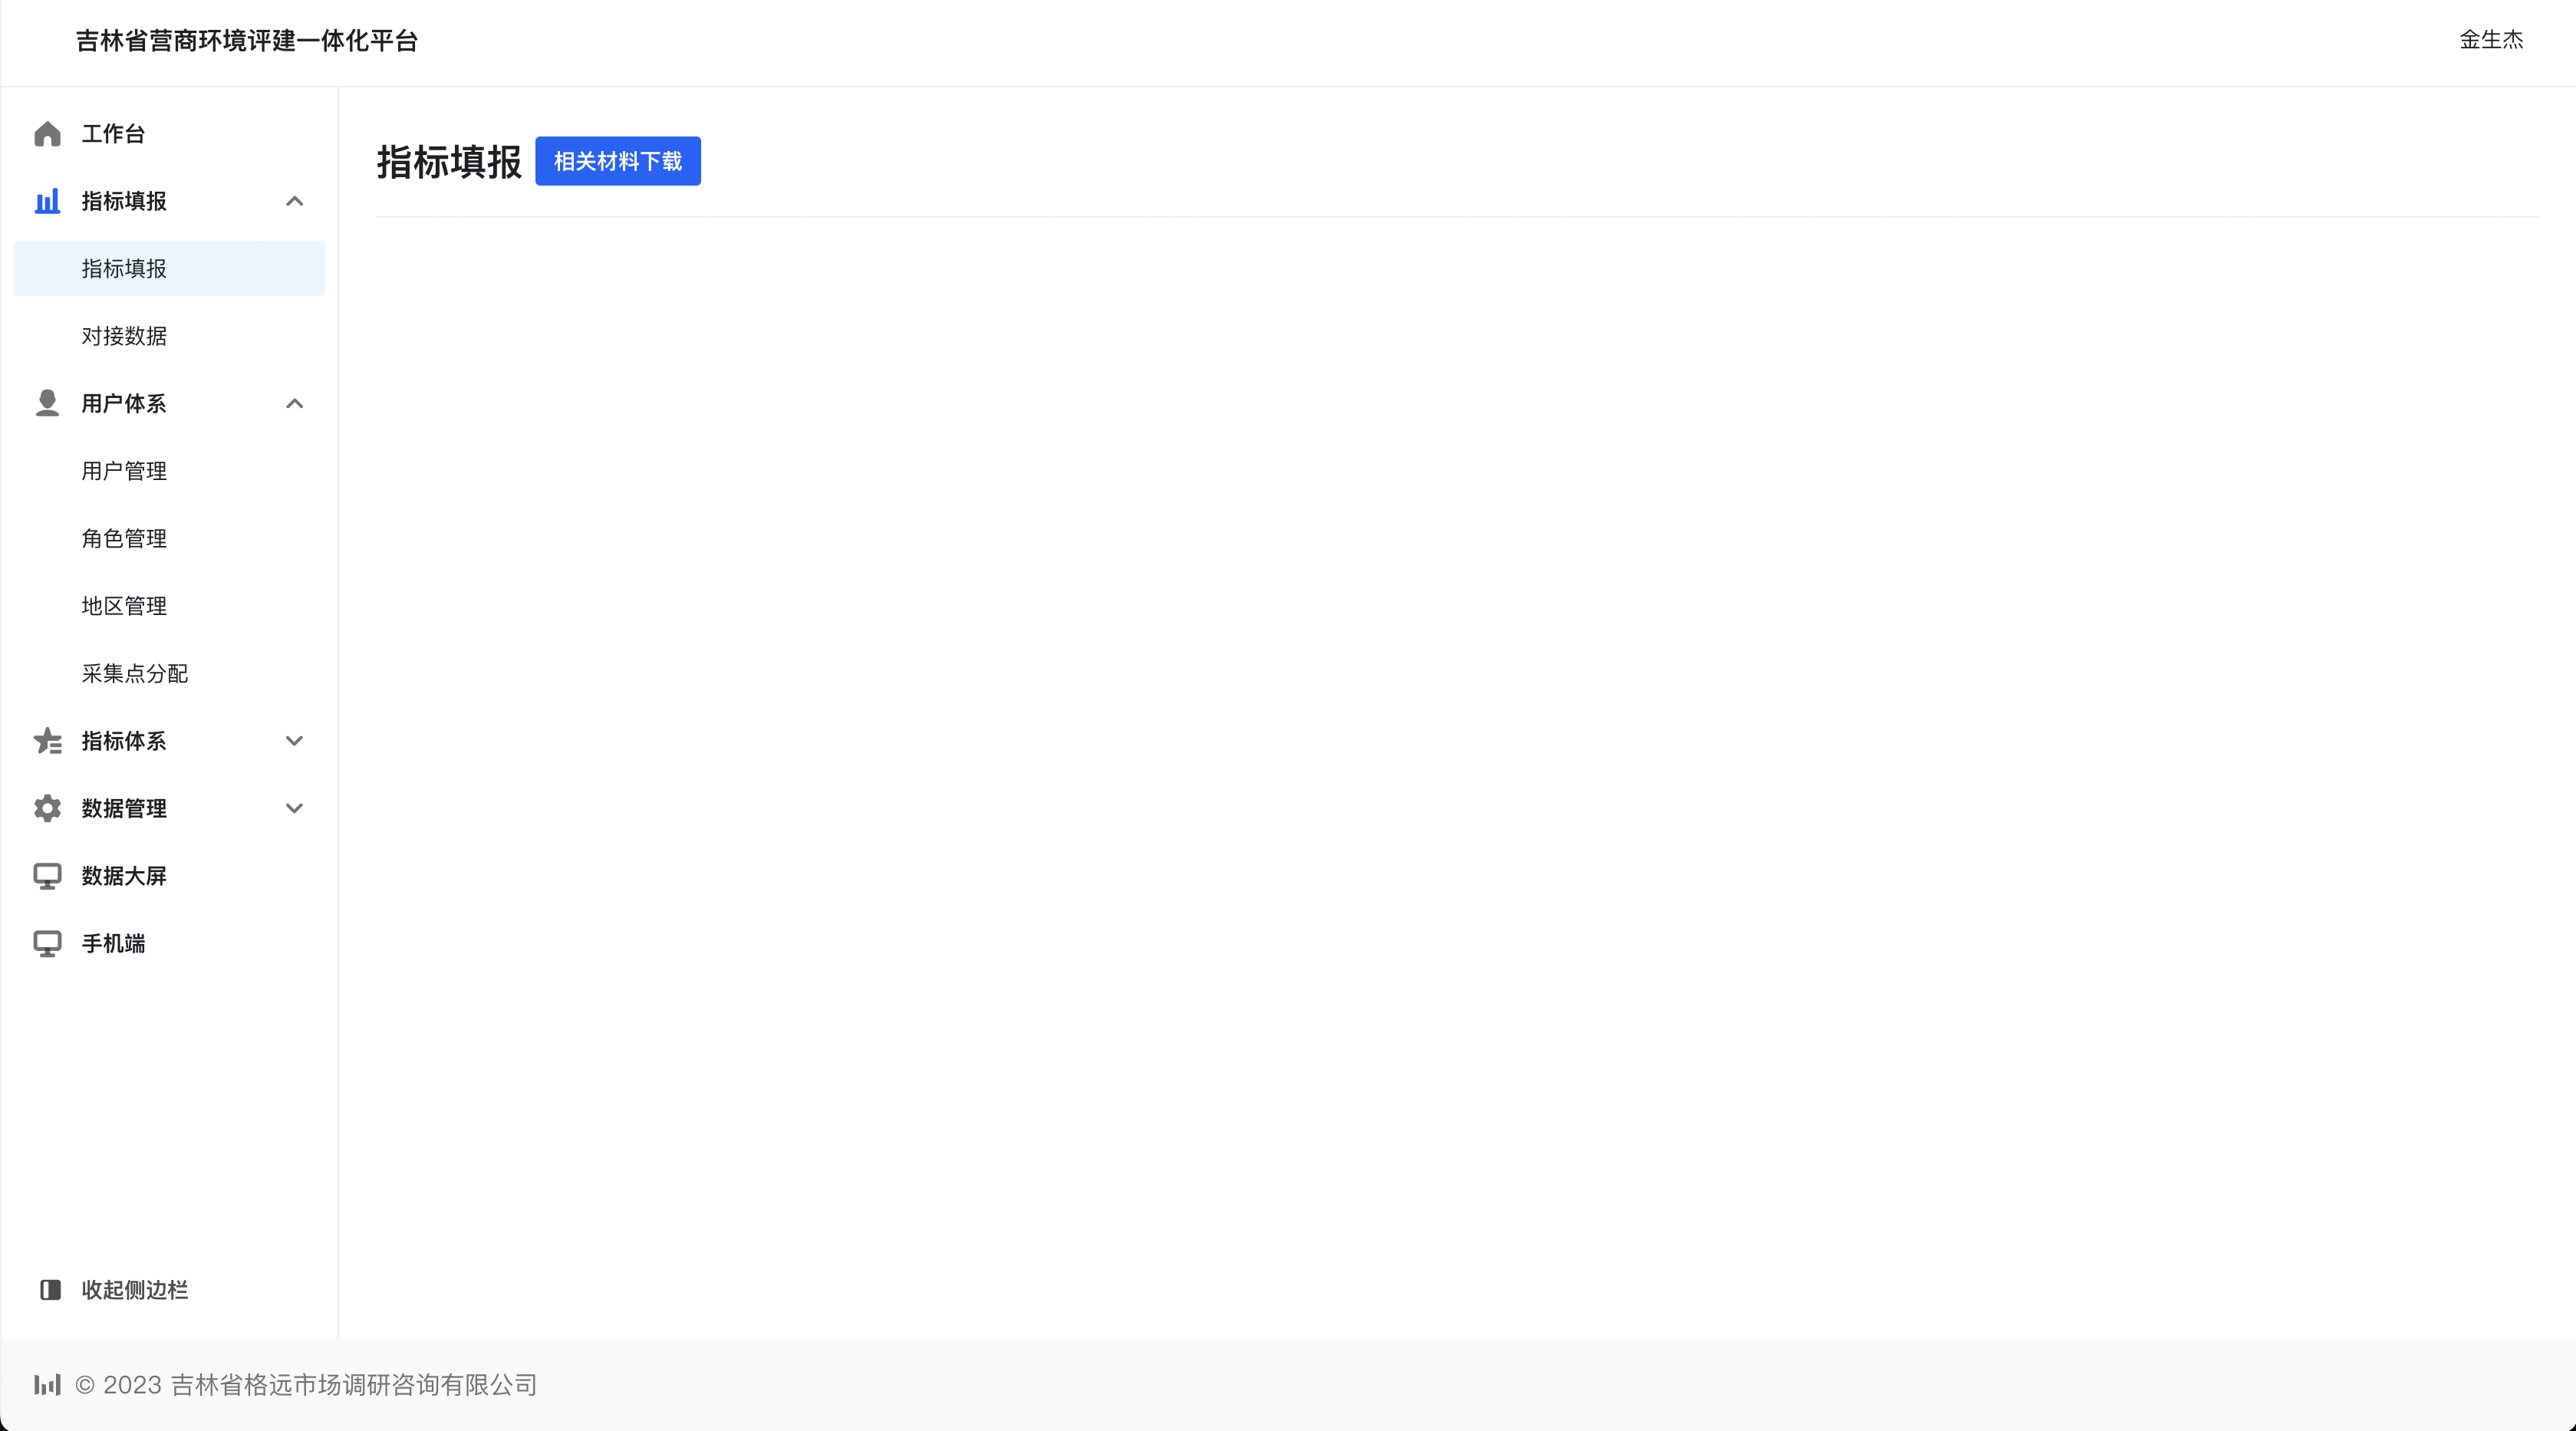 吉林省营商环境评建一体化平台
金生杰
工作台
指标填报
指标填报
对接数据
用户体系
用户管理
角色管理
地区管理
采集点分配
指标体系
数据管理
数据大屏
手机端
收起侧边栏
指标填报 相关材料下载
© 2023 吉林省格远市场调研咨询有限公司